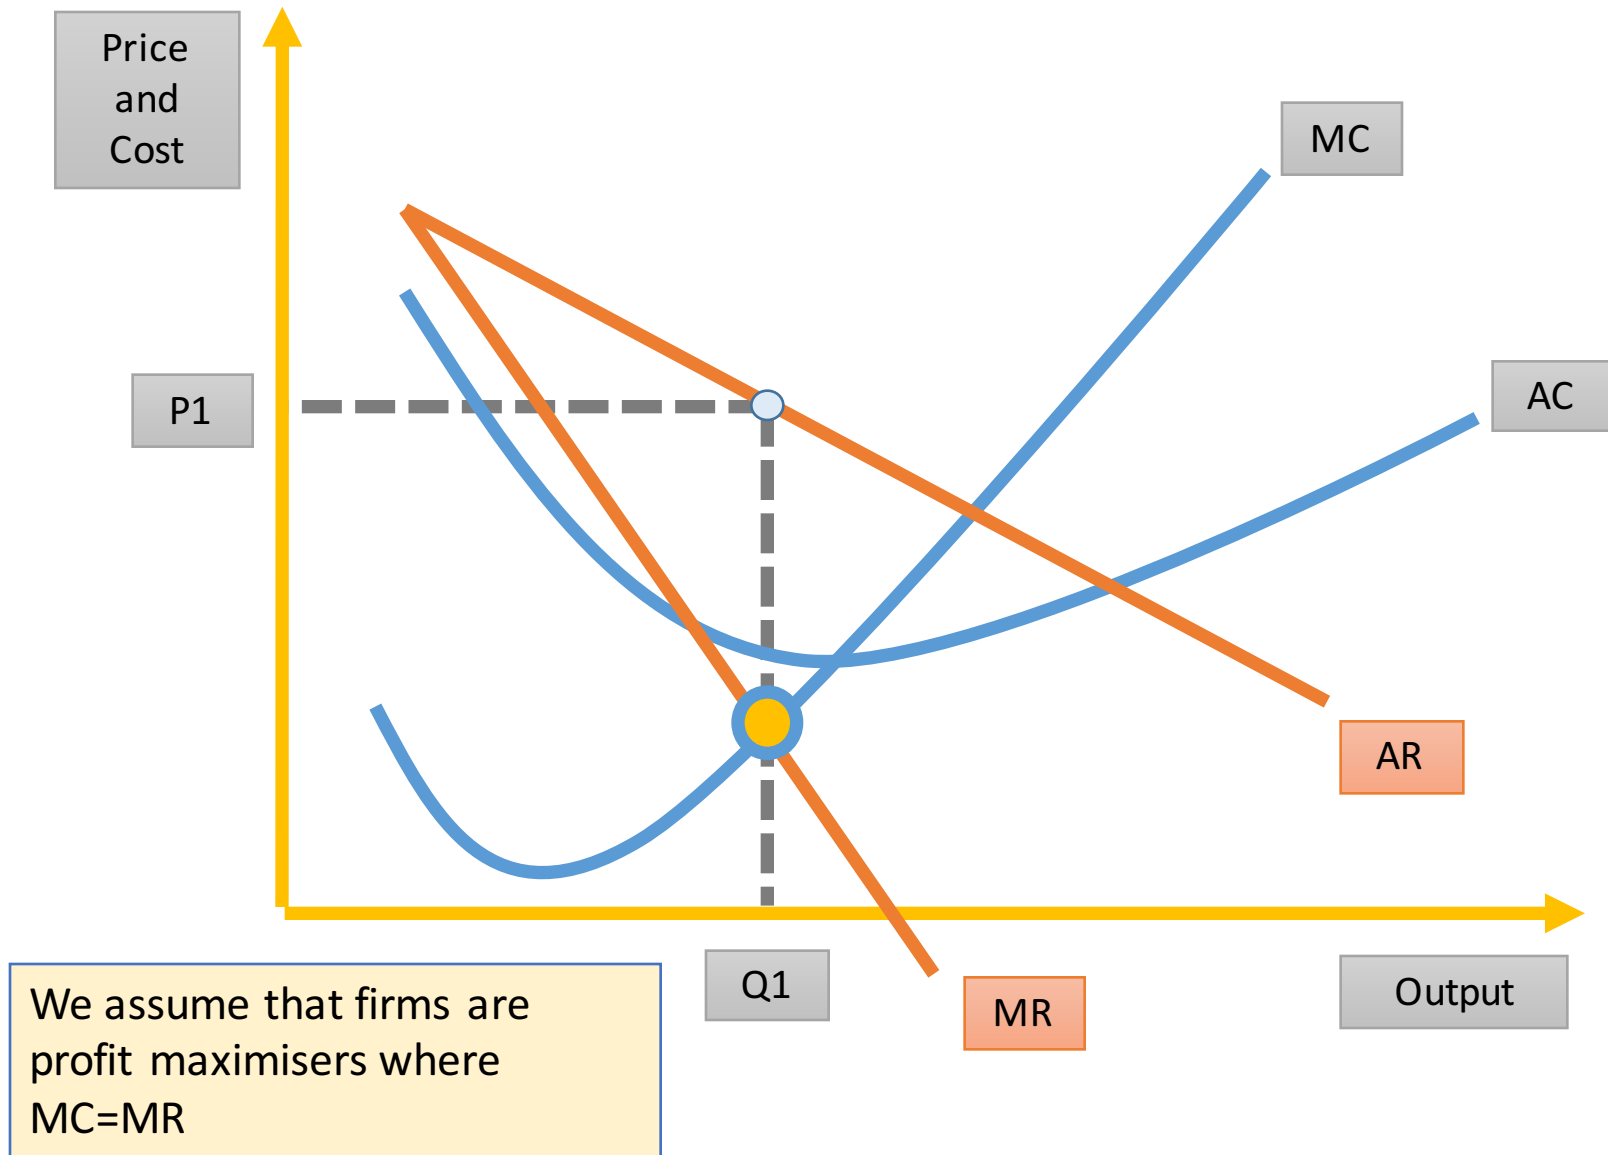 Price
and
Cost
MC
P1
AC
AR
Q1
MR
Output
We assume that firms are
profit maximisers where
MC=MR